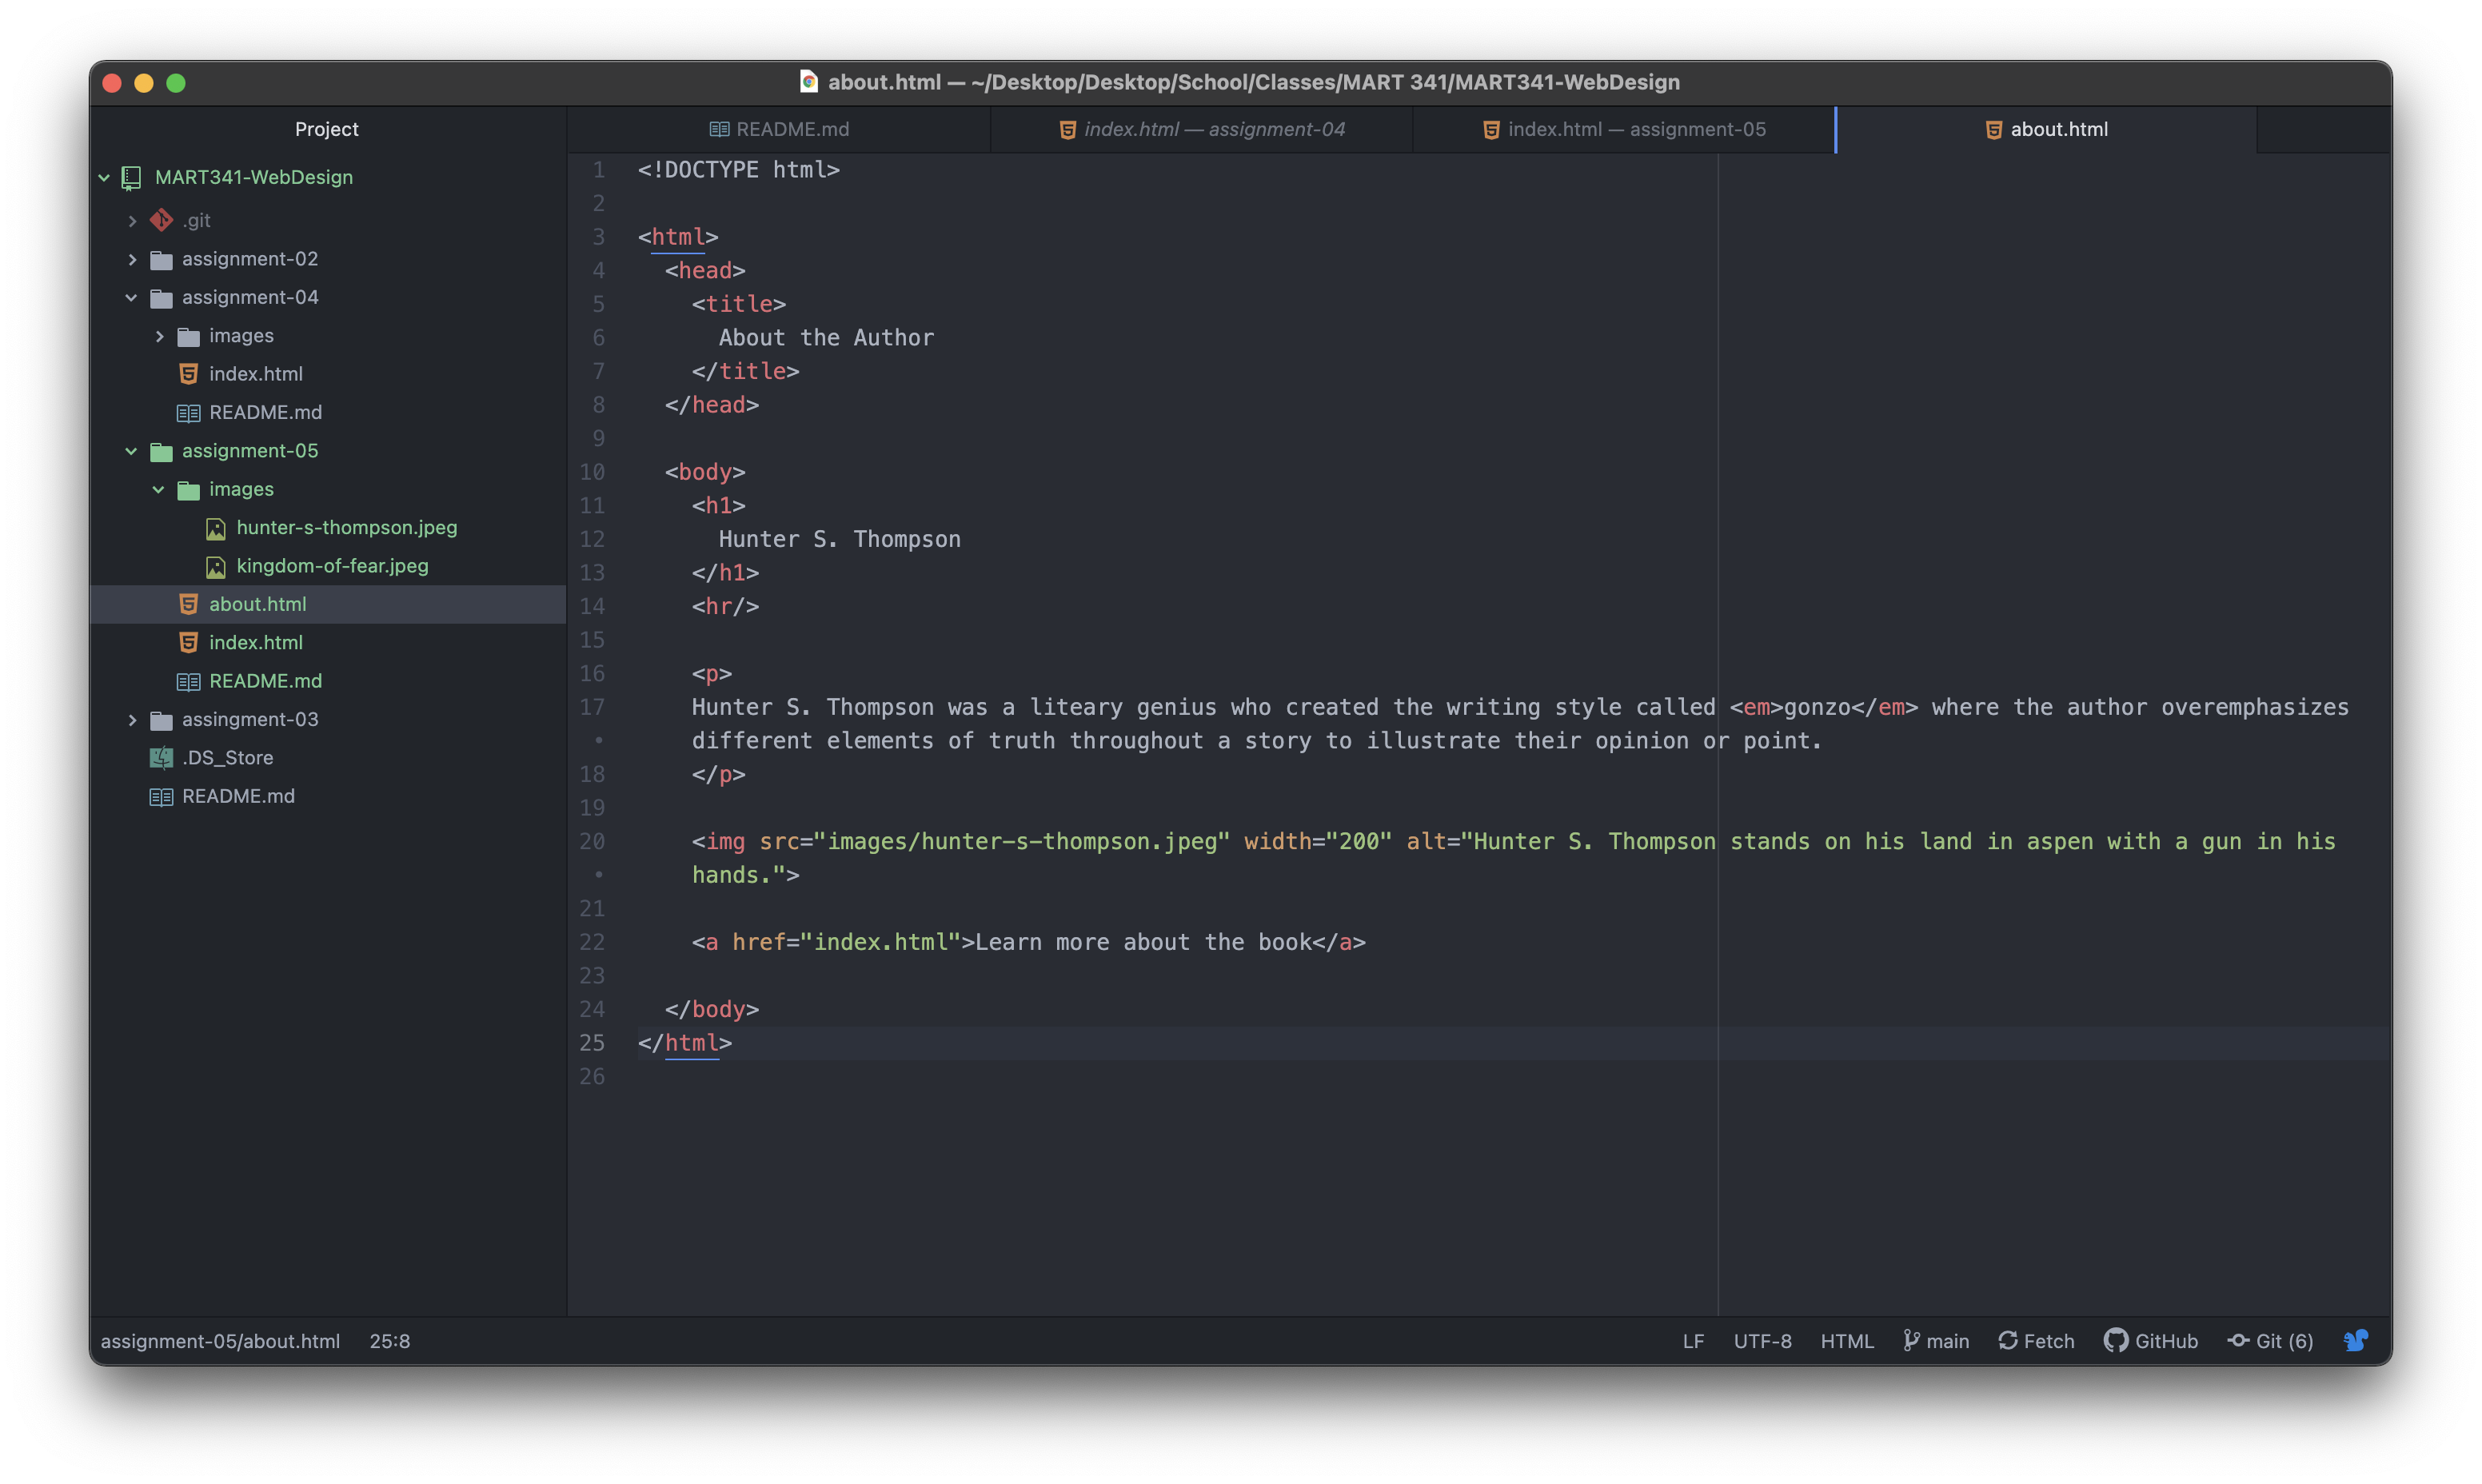 about.html — ~/Desktop/Desktop/School/Classes/MART 341/MART341-WebDesign
Project
README.md
index.html — assignment-04
index.html — assignment-05
about.html
MART341-WebDesign
.git
assignment-02
assignment-04
images
index.html
README.md
assignment-05
images
hunter-s-thompson.jpeg
kingdom-of-fear.jpeg
about.html
index.html
README.md
assingment-03
.DS_Store
README.md
1 <!DOCTYPE html>
2
3 <html>
4 <head>
5 <title>
6 About the Author
7 </title>
8 </head>
9
10 <body>
11 <h1>
12 Hunter S. Thompson
13 </h1>
14 <hr/>
15
16 <p>
17 Hunter S. Thompson was a liteary genius who created the writing style called <em>gonzo</em> where the author overemphasizes
• different elements of truth throughout a story to illustrate their opinion or point.
18 </p>
19
20 <img src="images/hunter-s-thompson.jpeg" width="200" alt="Hunter S. Thompson stands on his land in aspen with a gun in his
• hands.">
21
22 <a href="index.html">Learn more about the book</a>
23
24 </body>
25 </html>
26
assignment-05/about.html 25:8
LF UTF-8 HTML main Fetch GitHub Git (6)